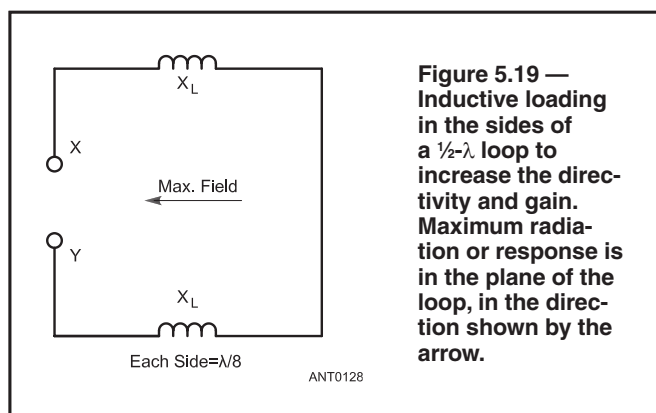 X_L
X
Max. Field
Y
X_L
Each Side=λ/8
ANT0128
Figure 5.19 —
Inductive loading
in the sides of
a ½-λ loop to
increase the direc-
tivity and gain.
Maximum radia-
tion or response is
in the plane of the
loop, in the direc-
tion shown by the
arrow.